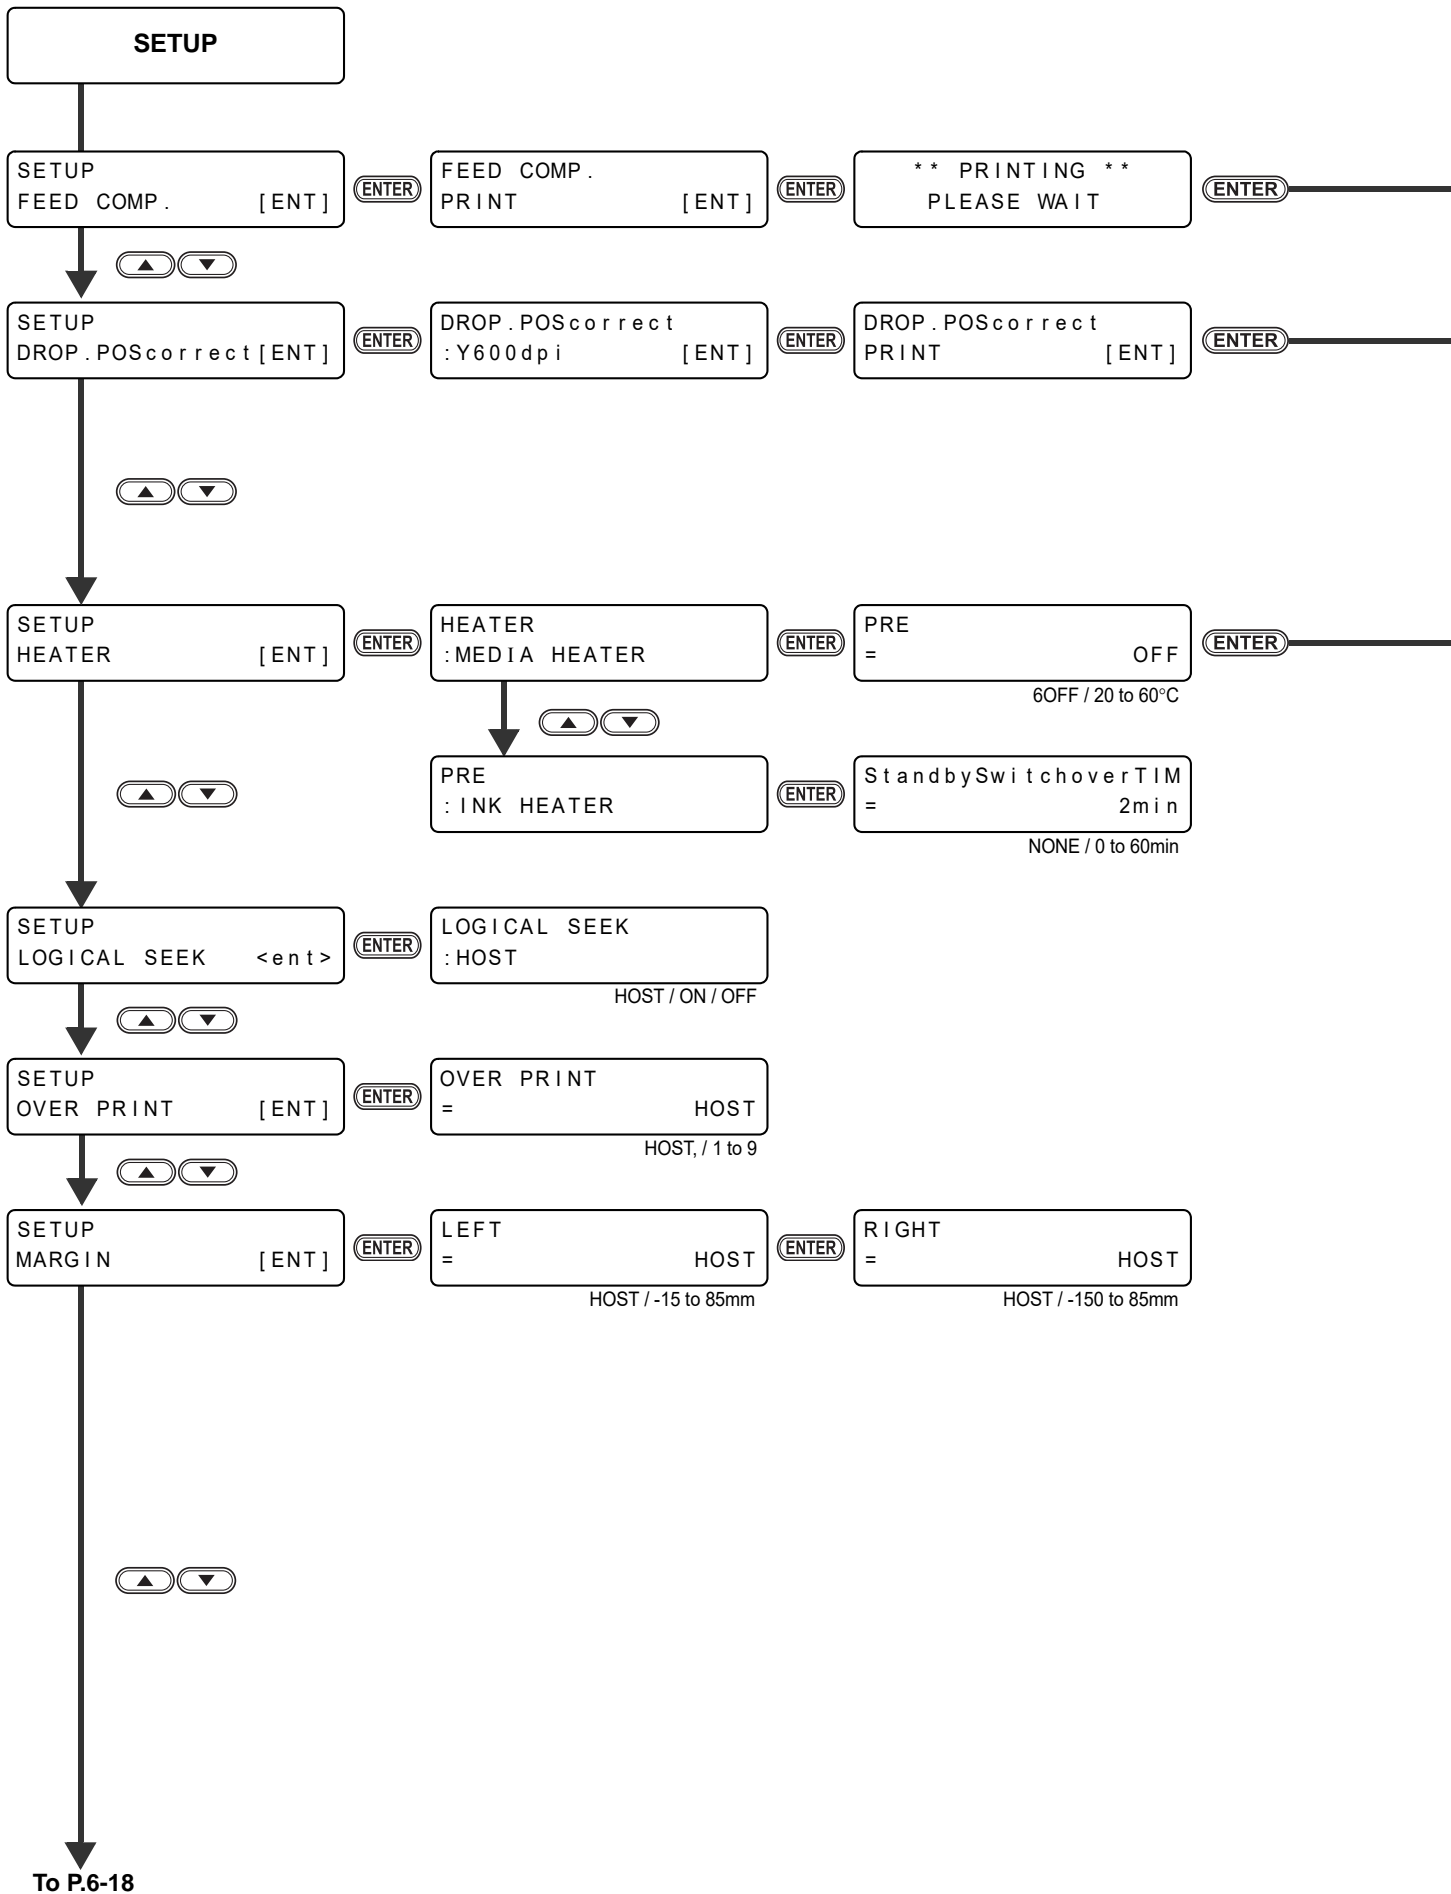 SETUP
SETUP
FEED COMP. [ENT]
ENTER
FEED COMP.
PRINT [ENT]
ENTER
** PRINTING **
PLEASE WAIT
ENTER
SETUP
DROP.POScorrect[ENT]
ENTER
DROP.POScorrect
:Y600dpi [ENT]
ENTER
DROP.POScorrect
PRINT [ENT]
ENTER
SETUP
HEATER [ENT]
ENTER
HEATER
:MEDIA HEATER
ENTER
PRE
= OFF
6OFF / 20 to 60°C
ENTER
PRE
:INK HEATER
ENTER
StandbySwitchoverTIM
= 2min
NONE / 0 to 60min
SETUP
LOGICAL SEEK <ent>
ENTER
LOGICAL SEEK
:HOST
HOST / ON / OFF
SETUP
OVER PRINT [ENT]
ENTER
OVER PRINT
= HOST
HOST, / 1 to 9
SETUP
MARGIN [ENT]
ENTER
LEFT
= HOST
HOST / -15 to 85mm
ENTER
RIGHT
= HOST
HOST / -150 to 85mm
To P.6-18